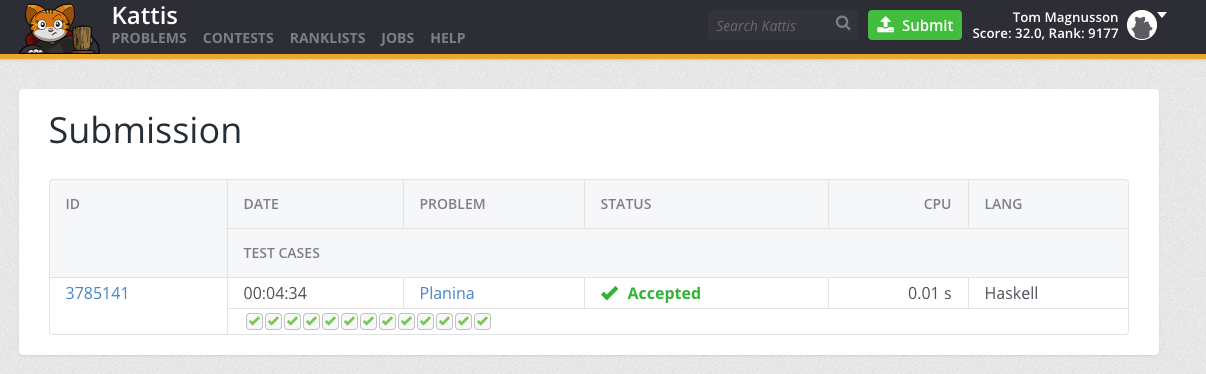 Kattis
PROBLEMS CONTESTS RANKLISTS JOBS HELP
Search Kattis
Submit
Tom Magnusson
Score: 32.0, Rank: 9177
Submission
ID DATE PROBLEM STATUS CPU LANG
TEST CASES
3785141 00:04:34 Planina Accepted 0.01 s Haskell